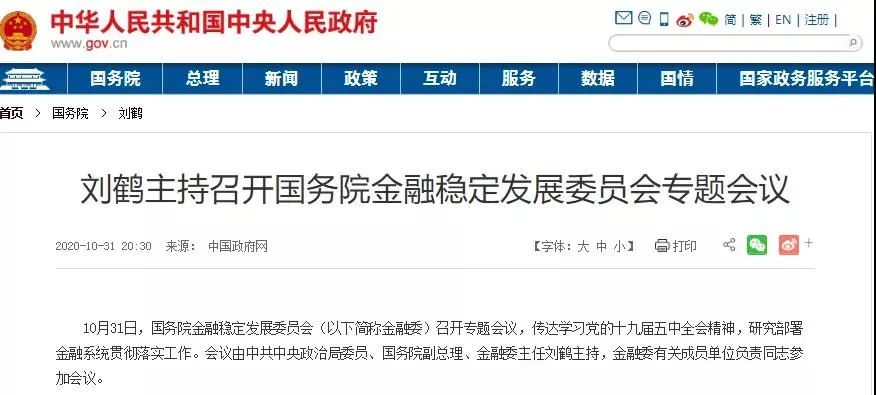 中华人民共和国中央人民政府
www.gov.cn
简 | 繁 | EN | 注册 |
国务院 总理 新闻 政策 互动 服务 数据 国情 国家政务服务平台
首页 > 国务院 > 刘鹤
刘鹤主持召开国务院金融稳定发展委员会专题会议
2020-10-31 20:30 来源： 中国政府网 【字体：大 中 小】 打印 +
10月31日，国务院金融稳定发展委员会（以下简称金融委）召开专题会议，传达学习党的十九届五中全会精神，研究部署
金融系统贯彻落实工作。会议由中共中央政治局委员、国务院副总理、金融委主任刘鹤主持，金融委有关成员单位负责同志参
加会议。